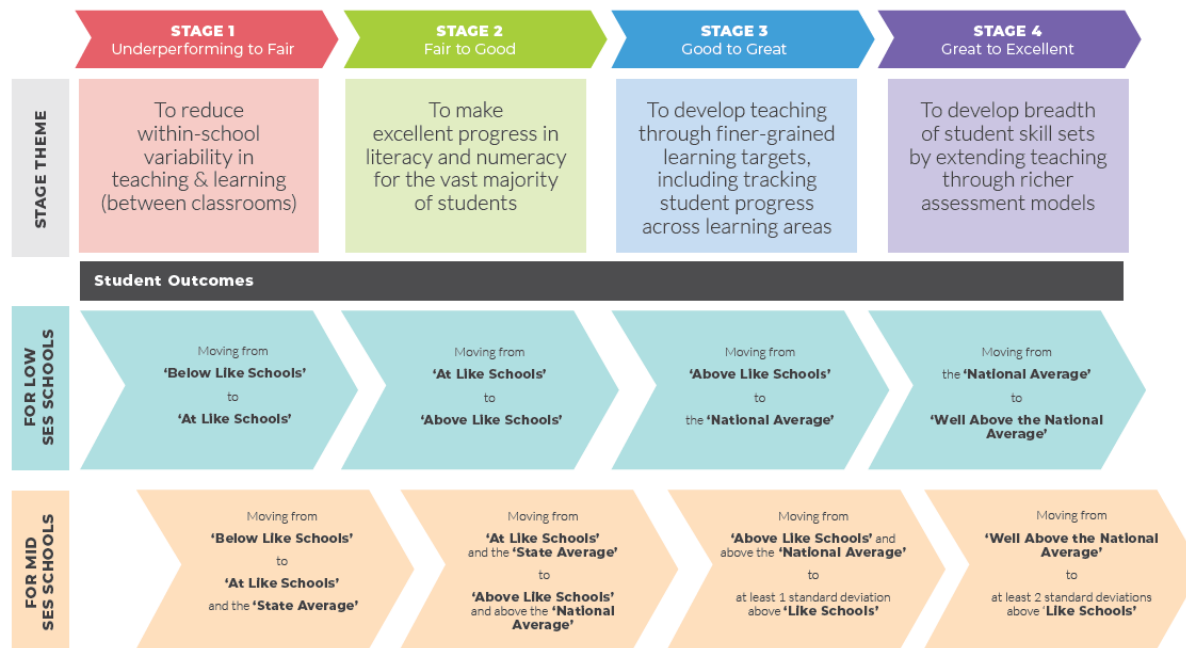 STAGE 1
Underperforming to Fair
STAGE 2
Fair to Good
STAGE 3
Good to Great
STAGE 4
Great to Excellent
STAGE THEME
To reduce
within-school
variability in
teaching & learning
(between classrooms)
To make
excellent progress in
literacy and numeracy
for the vast majority
of students
To develop teaching
through finer-grained
learning targets,
including tracking
student progress
across learning areas
To develop breadth
of student skill sets
by extending teaching
through richer
assessment models
Student Outcomes
FOR LOW
SES SCHOOLS
Moving from
‘Below Like Schools’
to
‘At Like Schools’
Moving from
‘At Like Schools’
to
‘Above Like Schools’
Moving from
‘Above Like Schools’
to
the ‘National Average’
Moving from
the ‘National Average’
to
‘Well Above the National
Average’
FOR MID
SES SCHOOLS
Moving from
‘Below Like Schools’
to
‘At Like Schools’
and the ‘State Average’
Moving from
‘At Like Schools’
and the ‘State Average’
to
‘Above Like Schools’
and above the ‘National
Average’
Moving from
‘Above Like Schools’ and
above the ‘National Average’
to
at least 1 standard deviation
above ‘Like Schools’
Moving from
‘Well Above the National
Average’
to
at least 2 standard deviations
above ‘Like Schools’